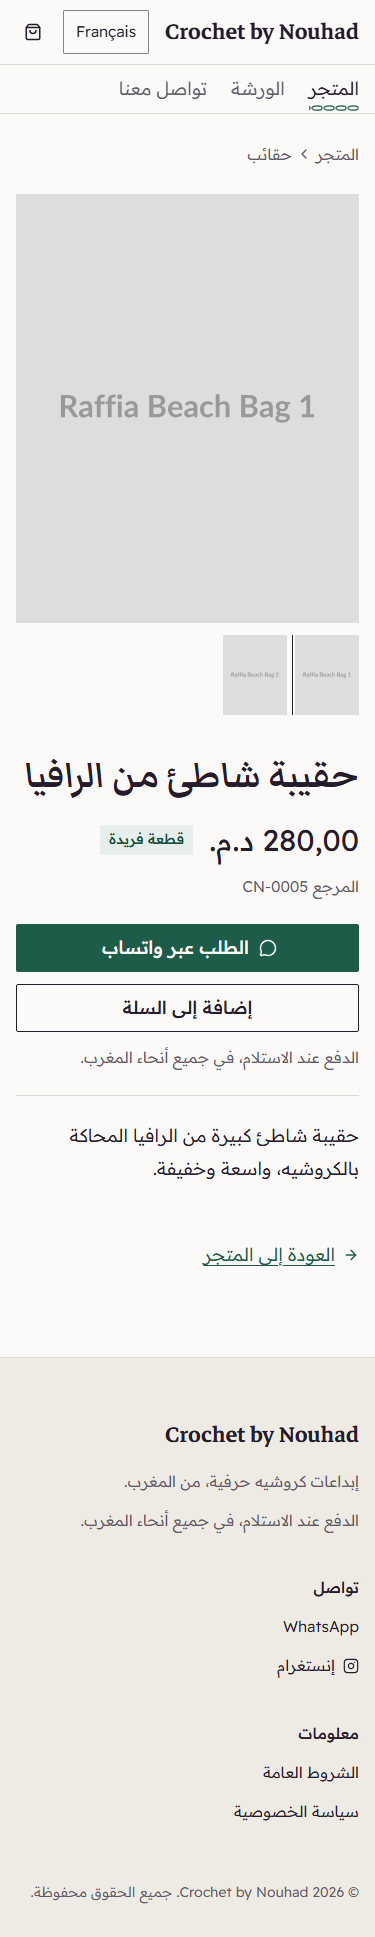 Crochet by Nouhad
Français
المتجر
الورشة
تواصل معنا
المتجر
حقائب
Raffia Beach Bag 1
Raffia Beach Bag 1
Raffia Beach Bag 2
حقيبة شاطئ من الرافيا
280,00 د.م.
قطعة فريدة
المرجع CN-0005
الطلب عبر واتساب
إضافة إلى السلة
الدفع عند الاستلام، في جميع أنحاء المغرب.
حقيبة شاطئ كبيرة من الرافيا المحاكة
بالكروشيه، واسعة وخفيفة.
العودة إلى المتجر
Crochet by Nouhad
إبداعات كروشيه حرفية، من المغرب.
الدفع عند الاستلام، في جميع أنحاء المغرب.
تواصل
WhatsApp
إنستغرام
معلومات
الشروط العامة
سياسة الخصوصية
© 2026 Crochet by Nouhad. جميع الحقوق محفوظة.